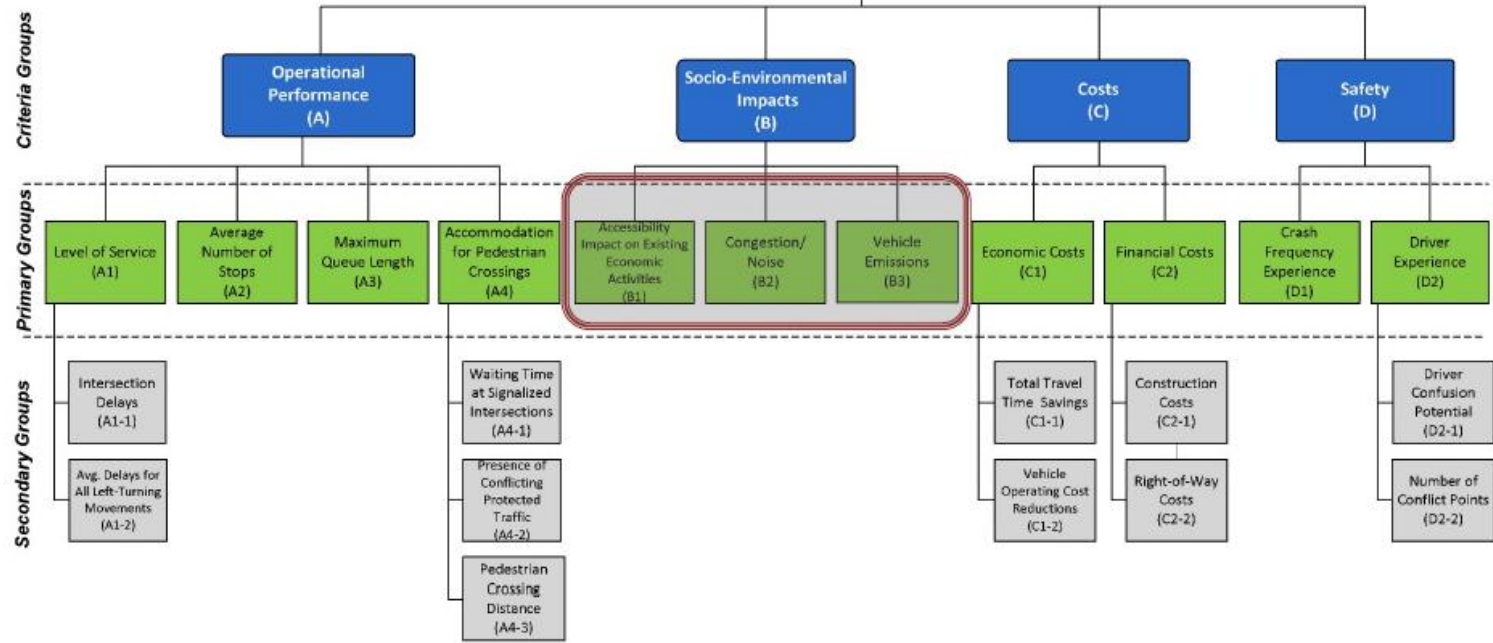 Criteria Groups
Operational
Performance
(A)
Socio-Environmental
Impacts
(B)
Costs
(C)
Safety
(D)
Primary Groups
Level of Service
(A1)
Average
Number of
Stops
(A2)
Maximum
Queue Length
(A3)
Accommodation
for Pedestrian
Crossings
(A4)
Accessibility
Impact on Existing
Economic
Activities
(B1)
Congestion/
Noise
(B2)
Vehicle
Emissions
(B3)
Economic Costs
(C1)
Financial Costs
(C2)
Crash
Frequency
Experience
(D1)
Driver
Experience
(D2)
Secondary Groups
Intersection
Delays
(A1-1)
Avg. Delays for
All Left-Turning
Movements
(A1-2)
Waiting Time
at Signalized
Intersections
(A4-1)
Presence of
Conflicting
Protected
Traffic
(A4-2)
Pedestrian
Crossing
Distance
(A4-3)
Total Travel
Time Savings
(C1-1)
Vehicle
Operating Cost
Reductions
(C1-2)
Construction
Costs
(C2-1)
Right-of-Way
Costs
(C2-2)
Driver
Confusion
Potential
(D2-1)
Number of
Conflict Points
(D2-2)